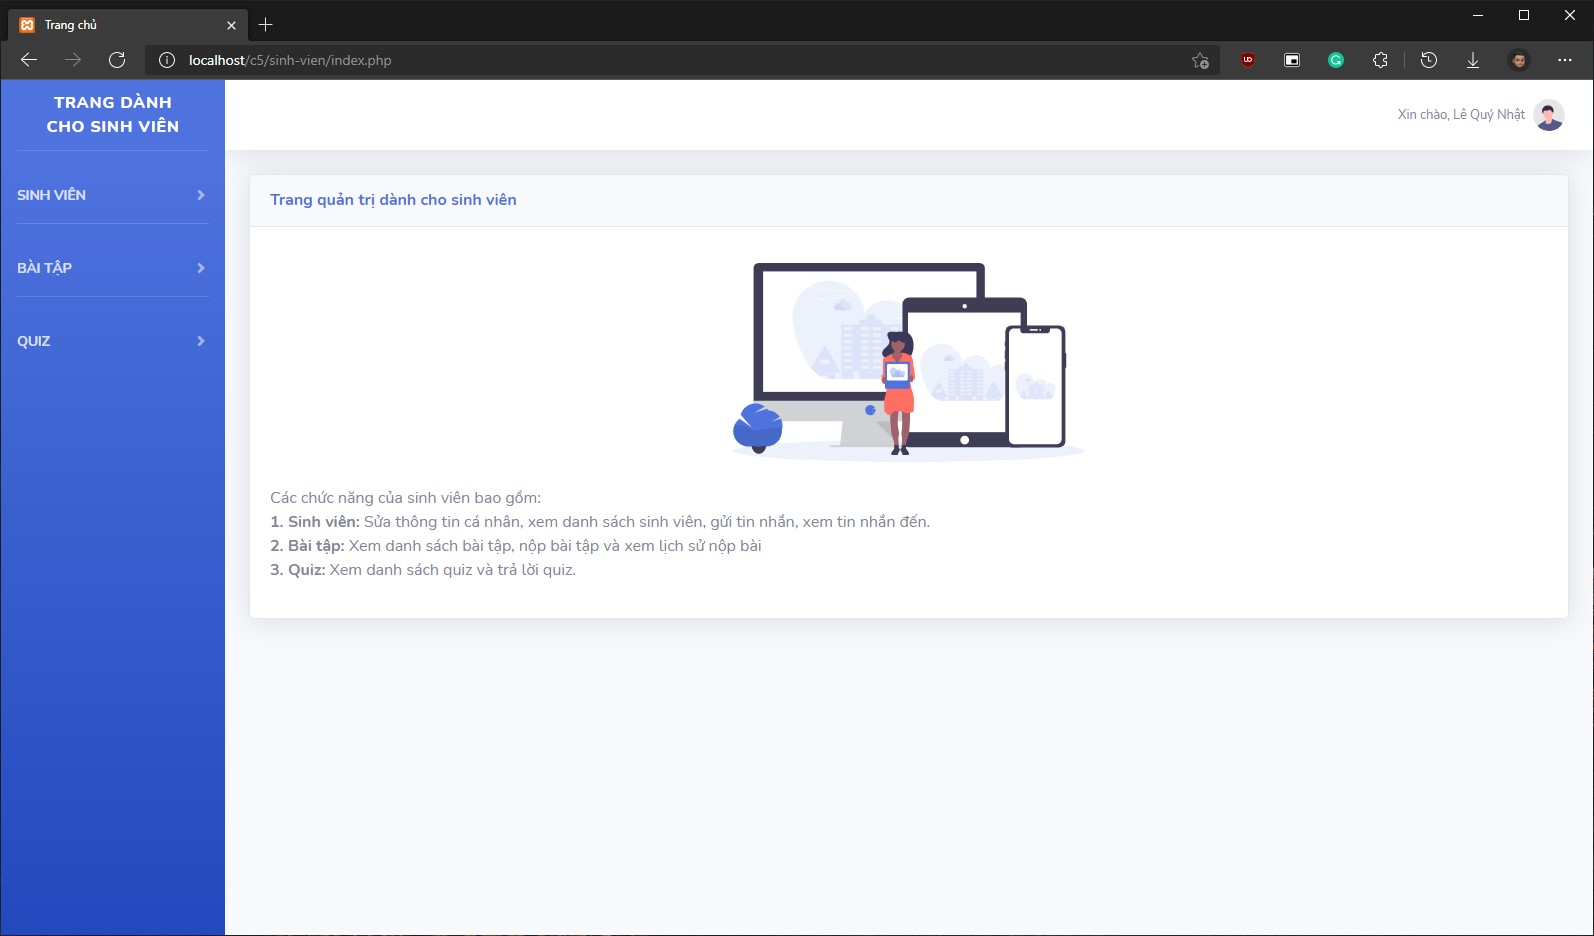 Trang chủ
localhost/c5/sinh-vien/index.php
TRANG DÀNH
CHO SINH VIÊN
Xin chào, Lê Quý Nhật
SINH VIÊN
BÀI TẬP
QUIZ
Trang quản trị dành cho sinh viên
Các chức năng của sinh viên bao gồm:
1. Sinh viên: Sửa thông tin cá nhân, xem danh sách sinh viên, gửi tin nhắn, xem tin nhắn đến.
2. Bài tập: Xem danh sách bài tập, nộp bài tập và xem lịch sử nộp bài
3. Quiz: Xem danh sách quiz và trả lời quiz.